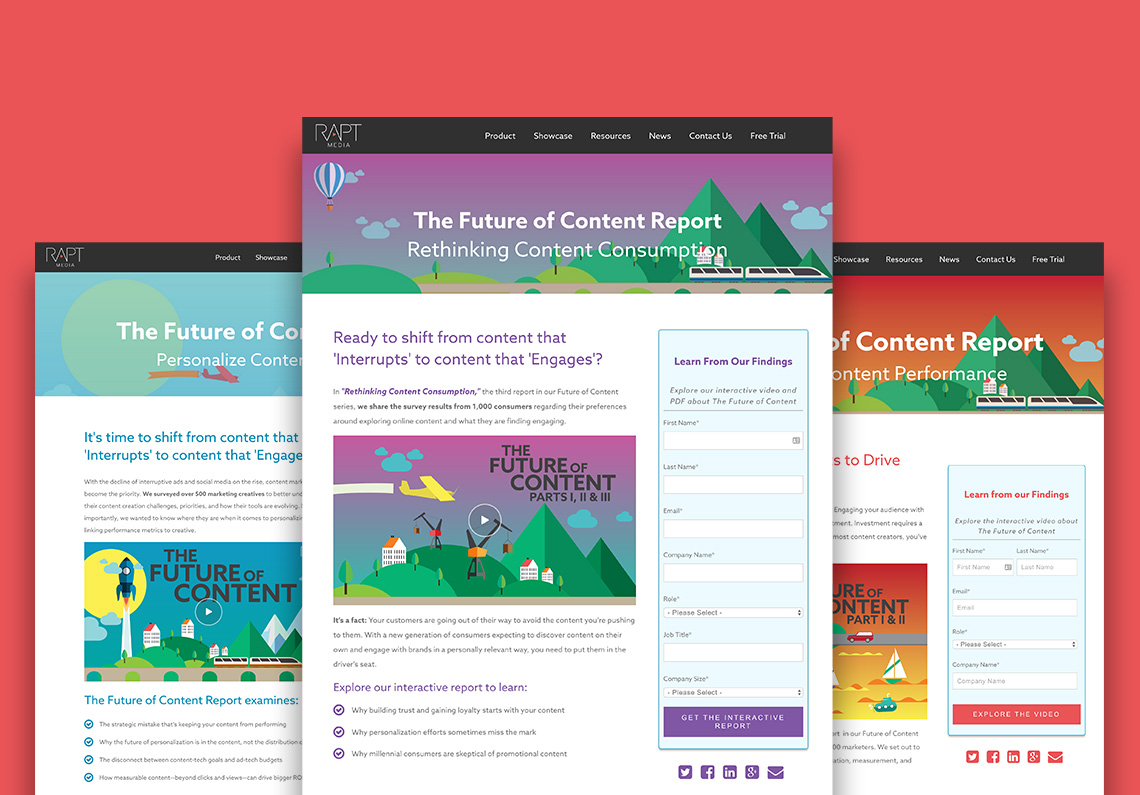 RAPT
MEDIA
Product
Showcase
Resources
News
Contact Us
Free Trial
The Future of Content Report
Rethinking Content Consumption
Ready to shift from content that
'Interrupts' to content that 'Engages'?
In "Rethinking Content Consumption," the third report in our Future of Content
series, we share the survey results from 1,000 consumers regarding their preferences
around exploring online content and what they are finding engaging.
THE
FUTURE OF
CONTENT
PARTS I, II & III
It's a fact: Your customers are going out of their way to avoid the content you're pushing
to them. With a new generation of consumers expecting to discover content on their
own and engage with brands in a personally relevant way, you need to put them in the
driver's seat.
Explore our interactive report to learn:
Why building trust and gaining loyalty starts with your content
Why personalization efforts sometimes miss the mark
Why millennial consumers are skeptical of promotional content
Learn From Our Findings
Explore our interactive video and
PDF about The Future of Content
First Name*
Last Name*
Email*
Company Name*
Role*
- Please Select -
Job Title*
Company Size*
- Please Select -
GET THE INTERACTIVE
REPORT
RAPT
MEDIA
Product
Showcase
The Future of Co
Personalize Conten
It's time to shift from content that
'Interrupts' to content that 'Engage
With the decline of interruptive ads and social media on the rise, content mark
become the priority. We surveyed over 500 marketing creatives to better und
their content creation challenges, priorities, and how their tools are evolving.
importantly, we wanted to know where they are when it comes to personalizin
linking performance metrics to creative.
THE
FUTURE OF
CONTENT
The Future of Content Report examines:
The strategic mistake that's keeping your content from performing
Why the future of personalization is in the content, not the distribution c
The disconnect between content-tech goals and ad-tech budgets
How measurable content—beyond clicks and views—can drive bigger RO
Showcase
Resources
News
Contact Us
Free Trial
of Content Report
ontent Performance
s to Drive
Engaging your audience with
tment. Investment requires a
most content creators, you've
URE OF
ONTENT
PART I & II
ort in our Future of Content
00 marketers. We set out to
ation, measurement, and
Learn from our Findings
Explore the interactive video about
The Future of Content
First Name*
Last Name*
First Name
Last Name
Email*
Email
Role*
- Please Select -
Company Name*
Company Name
EXPLORE THE VIDEO